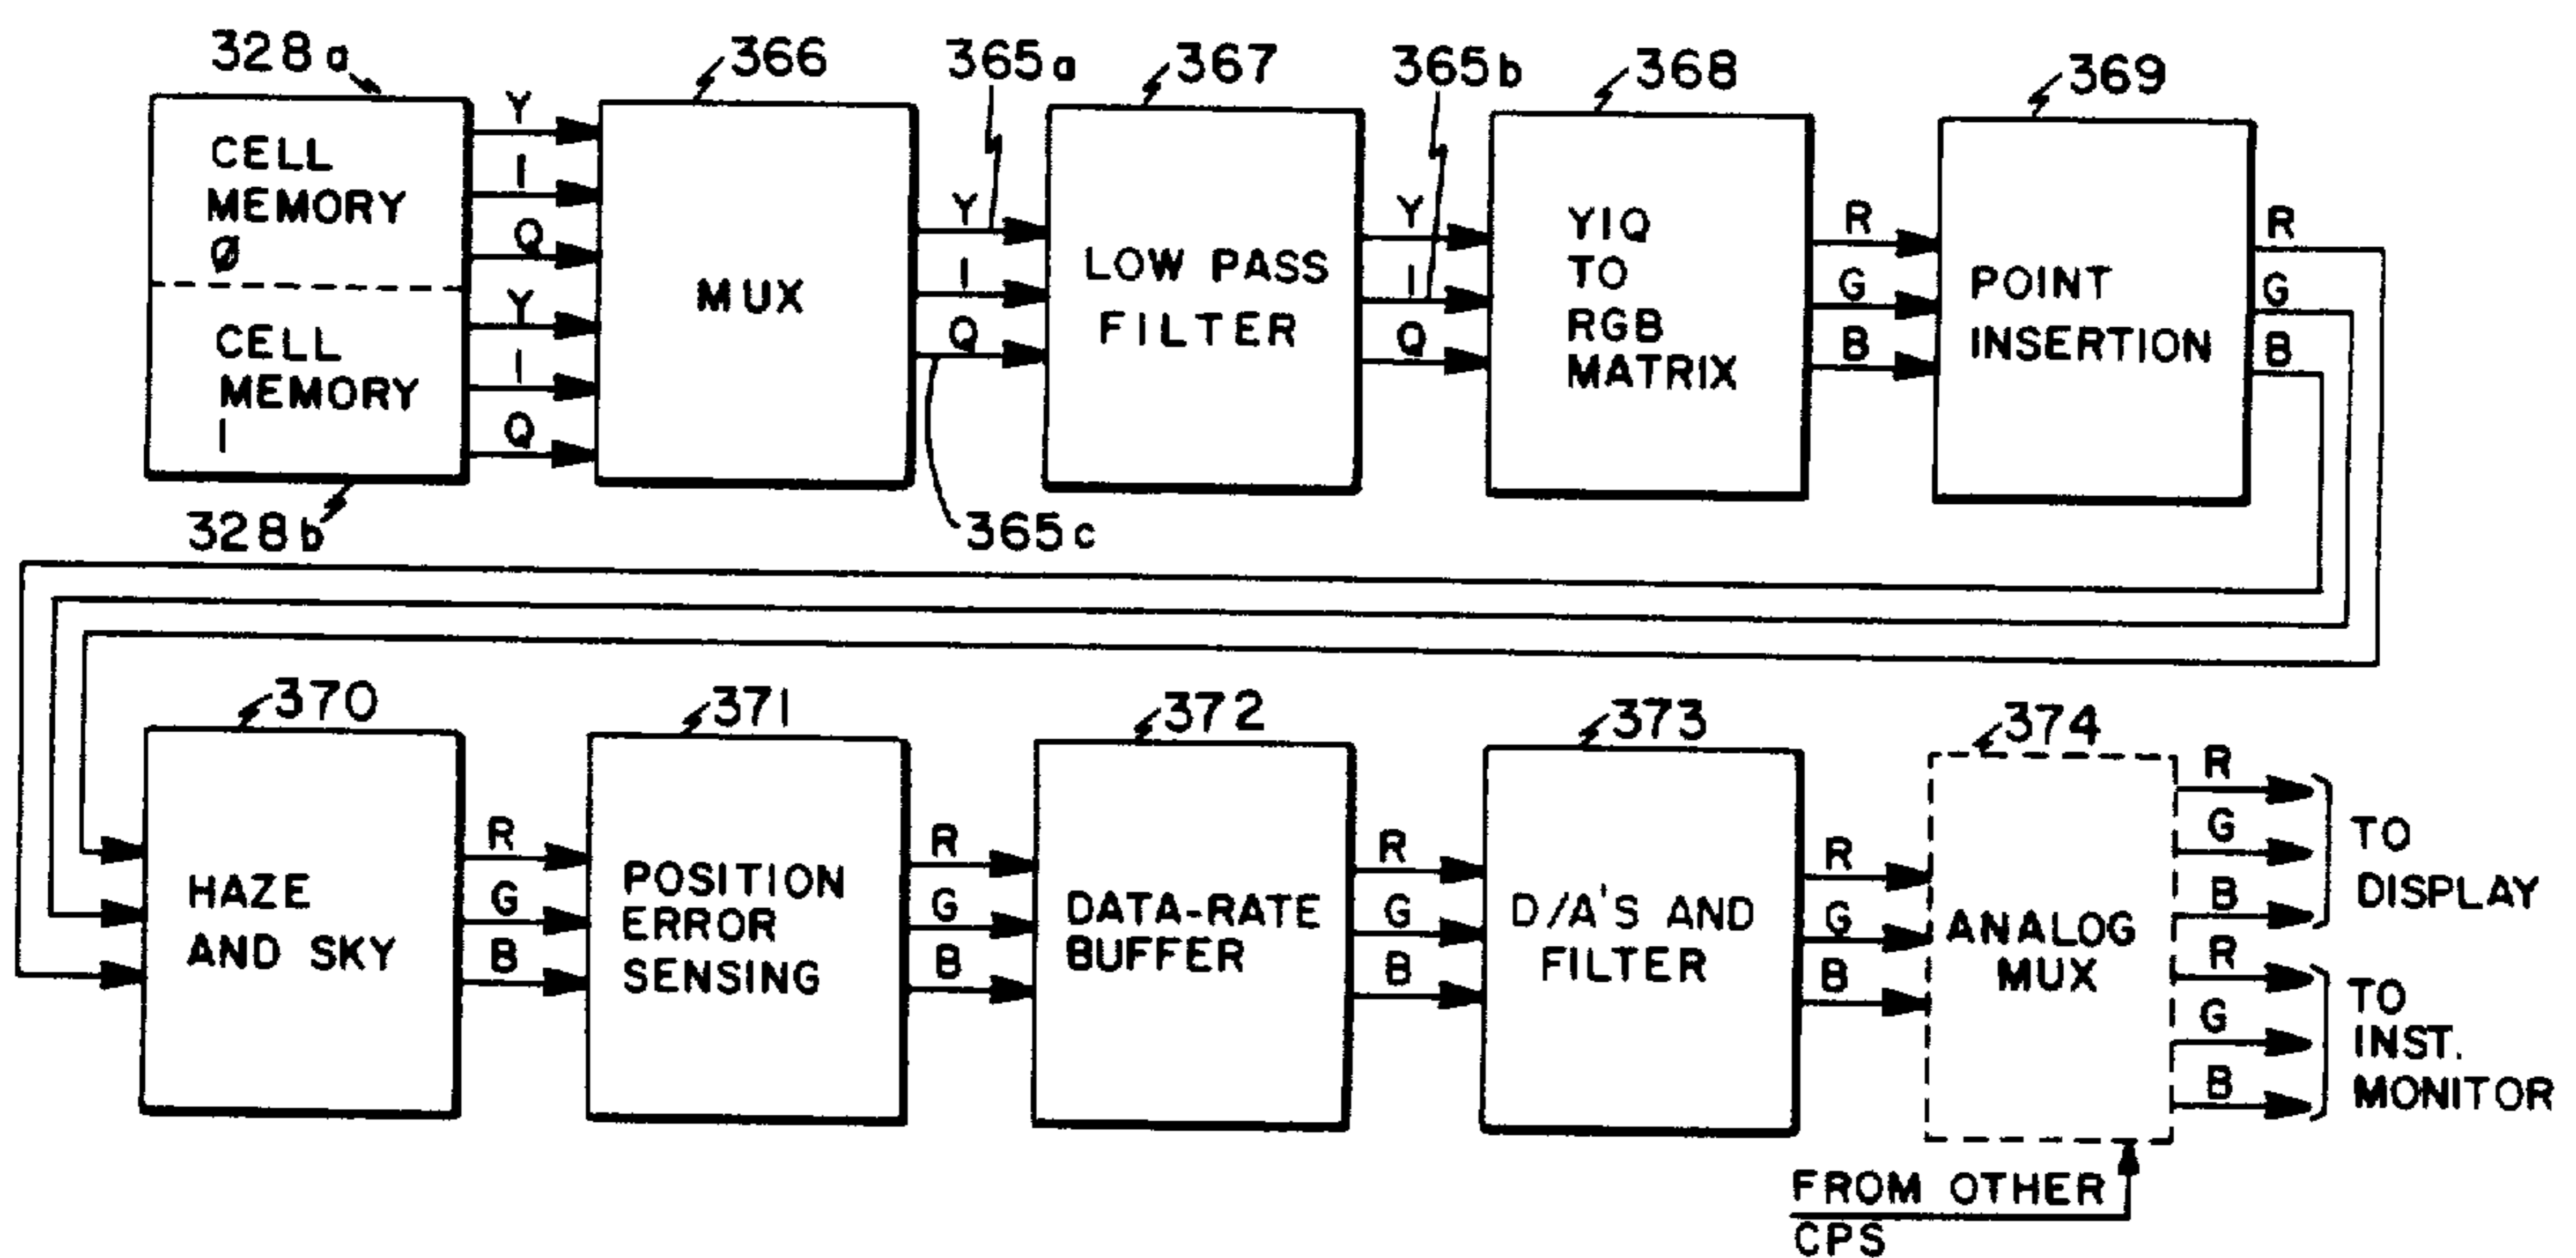 328a
366
365a
367
365b
368
369
CELL
MEMORY
Ø
CELL
MEMORY
1
328b
Y
I
Q
Y
I
Q
MUX
Y
I
Q
365c
LOW PASS
FILTER
Y
I
Q
YIQ
TO
RGB
MATRIX
R
G
B
POINT
INSERTION
R
G
B
370
371
372
373
374
HAZE
AND SKY
R
G
B
POSITION
ERROR
SENSING
R
G
B
DATA-RATE
BUFFER
R
G
B
D/A'S AND
FILTER
R
G
B
ANALOG
MUX
R
G
B
TO
DISPLAY
R
G
B
TO
INST.
MONITOR
FROM OTHER
CPS